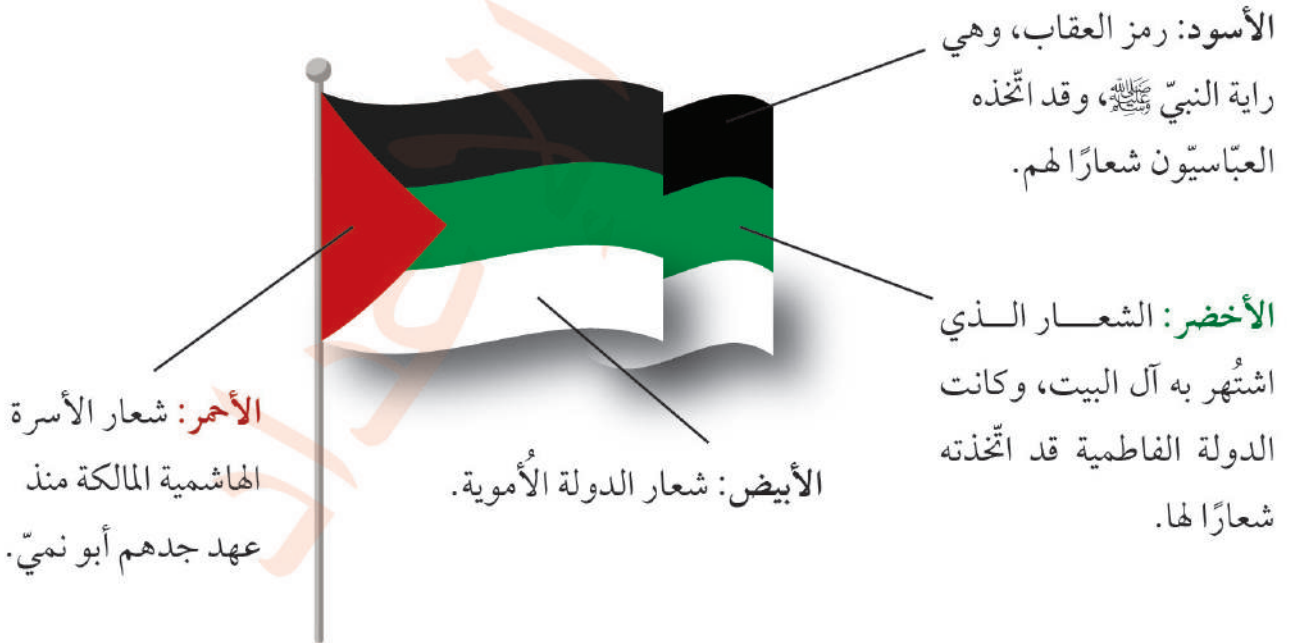 الأسود: رمز العقاب، وهي
راية النبيّ ﷺ، وقد اتّخذه
العبّاسيّون شعارًا لهم.
الأخضر: الشعار الذي
اشتُهر به آل البيت، وكانت
الدولة الفاطمية قد اتّخذته
شعارًا لها.
الأبيض: شعار الدولة الأُموية.
الأحمر: شعار الأسرة
الهاشمية المالكة منذ
عهد جدهم أبو نميّ.